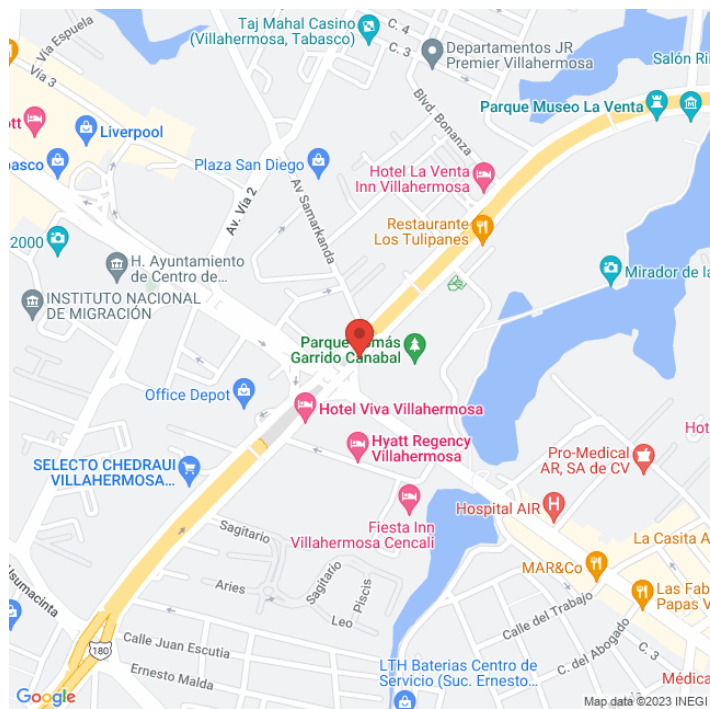 Taj Mahal Casino
(Villahermosa, Tabasco)
C. 4
C. 3
Vía Espuela
Vía 3
Departamentos JR
Premier Villahermosa
Salón Ri
ott
Liverpool
Blvd. Bonanza
Parque Museo La Venta
basco
Plaza San Diego
Hotel La Venta
Inn Villahermosa
Av. Vía 2
Av Samarkanda
Restaurante
Los Tulipanes
2000
H. Ayuntamiento
de Centro de...
Mirador de la
INSTITUTO NACIONAL
DE MIGRACIÓN
Parque Tomás
Garrido Canabal
Office Depot
Hotel Viva Villahermosa
Hot
Hyatt Regency
Villahermosa
Pro-Medical
AR, SA de CV
SELECTO CHEDRAUI
VILLAHERMOSA...
Hospital AIR
Fiesta Inn
Villahermosa Cencali
Sagitario
La Casita A
MAR&Co
Sagitario
Aries
Piscis
Leo
Usumacinta
Las Fab
Papas V
Calle del Trabajo
C. del Abogado
Calle Juan Escutia
180
C. 3
Ernesto Malda
LTH Baterias Centro de
Servicio (Suc. Ernesto...
Médica
Google
Map data ©2023 INEGI